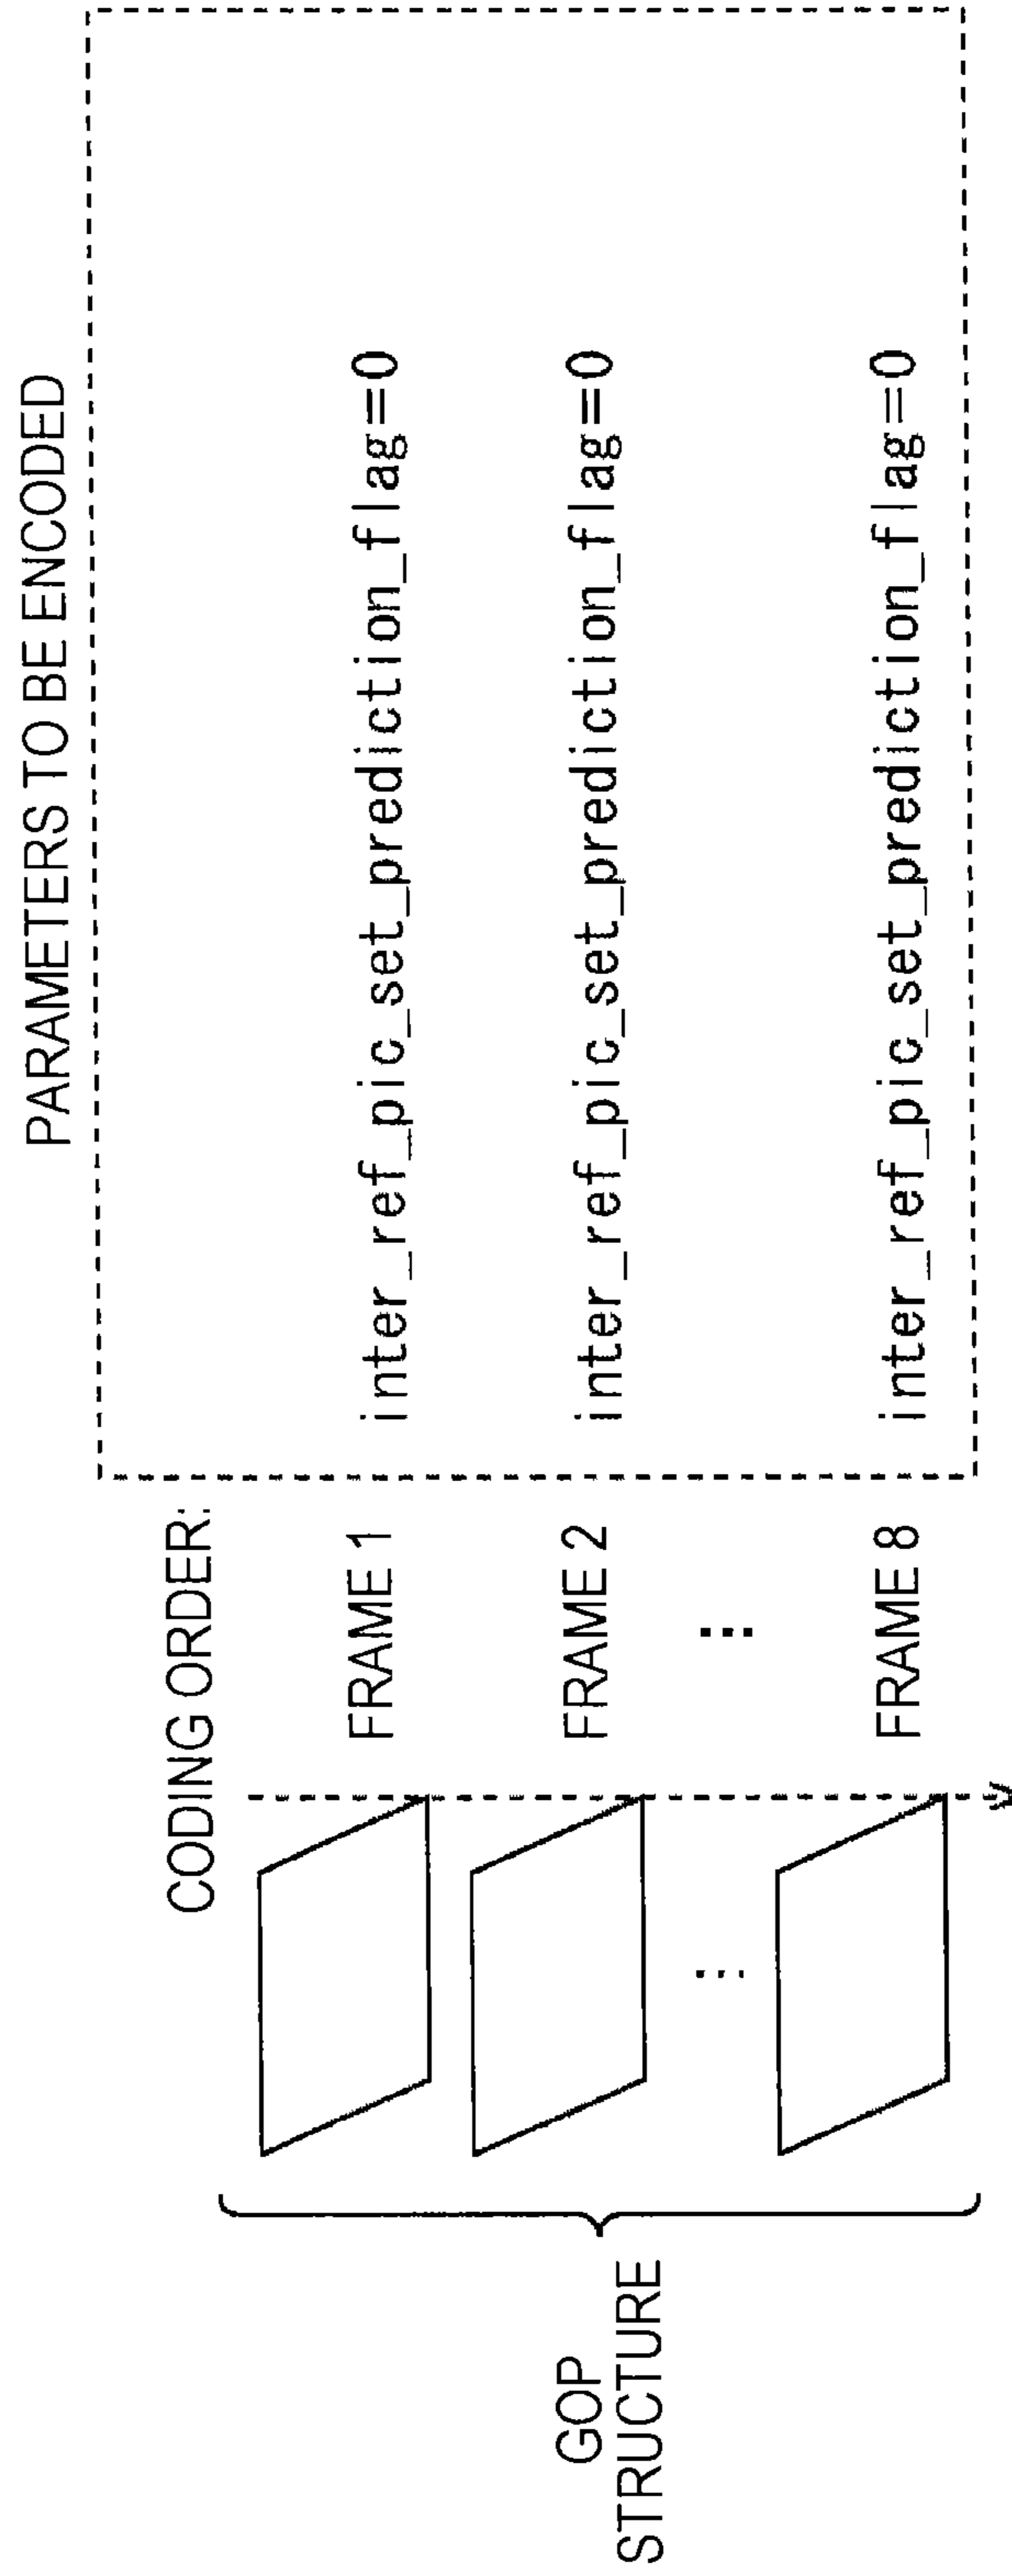 PARAMETERS TO BE ENCODED
CODING ORDER:
FRAME 1 inter_ref_pic_set_prediction_flag=0
FRAME 2 inter_ref_pic_set_prediction_flag=0
FRAME 8 inter_ref_pic_set_prediction_flag=0
GOP
STRUCTURE